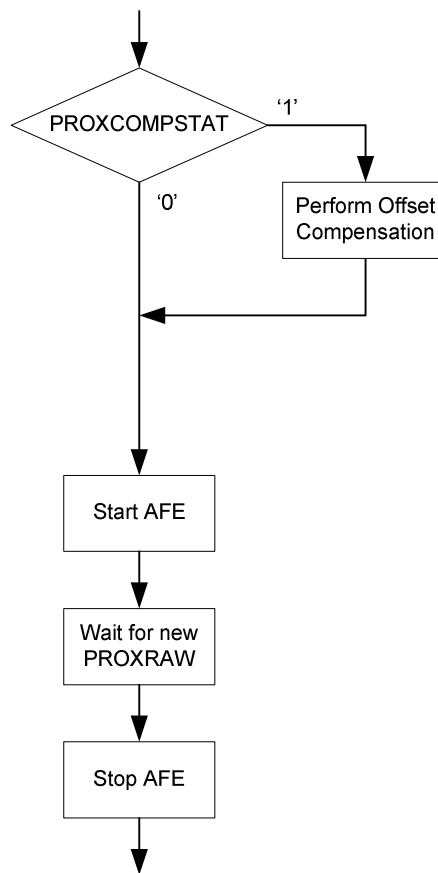 PROXCOMPSTAT
‘1’
‘0’
Perform Offset
Compensation
Start AFE
Wait for new
PROXRAW
Stop AFE